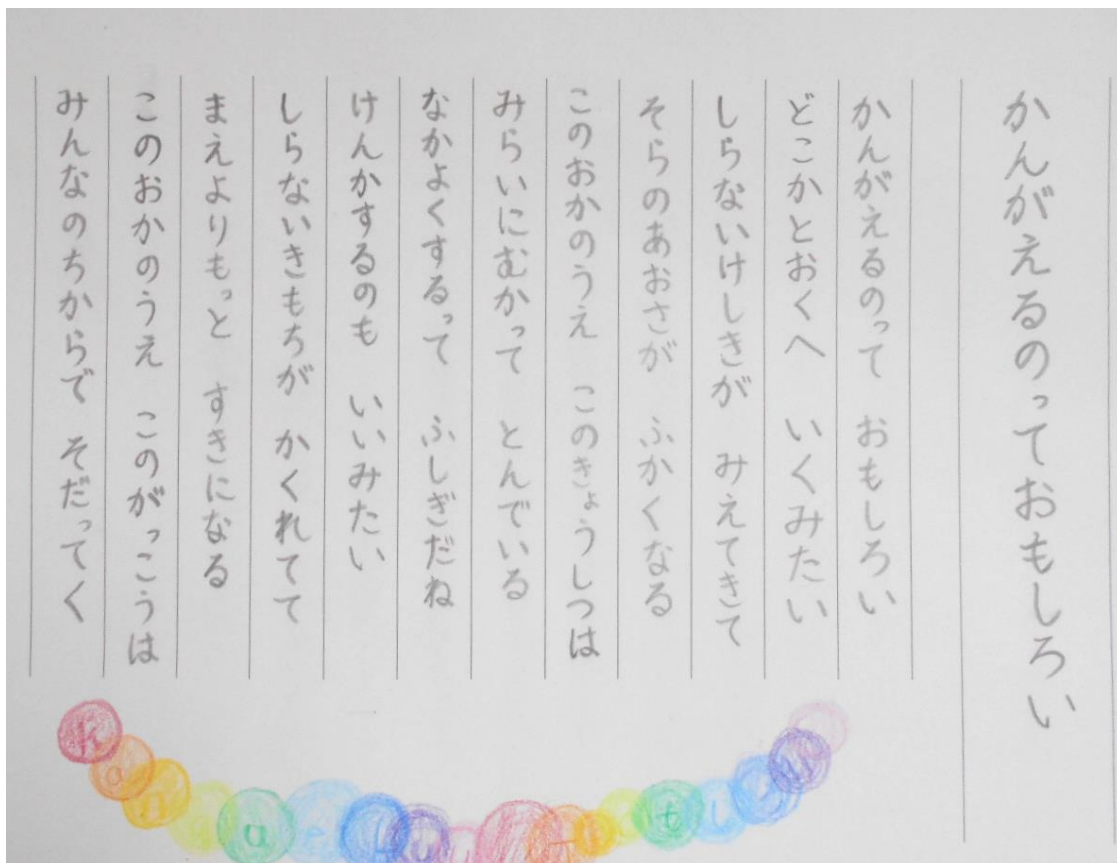 かんがえるのっておもしろい
かんがえるのって おもしろい
どこかとおくへ いくみたい
しらないけしきが みえてきて
そらのあおさが ふかくなる
このおかのうえ このきょうしつは
みらいにむかって とんでいる
なかよくするって ふしぎだね
けんかするのも いいみたい
しらないきもちが かくれてて
まえよりもっと すきになる
このおかのうえ このがっこうは
みんなのちからで そだってく